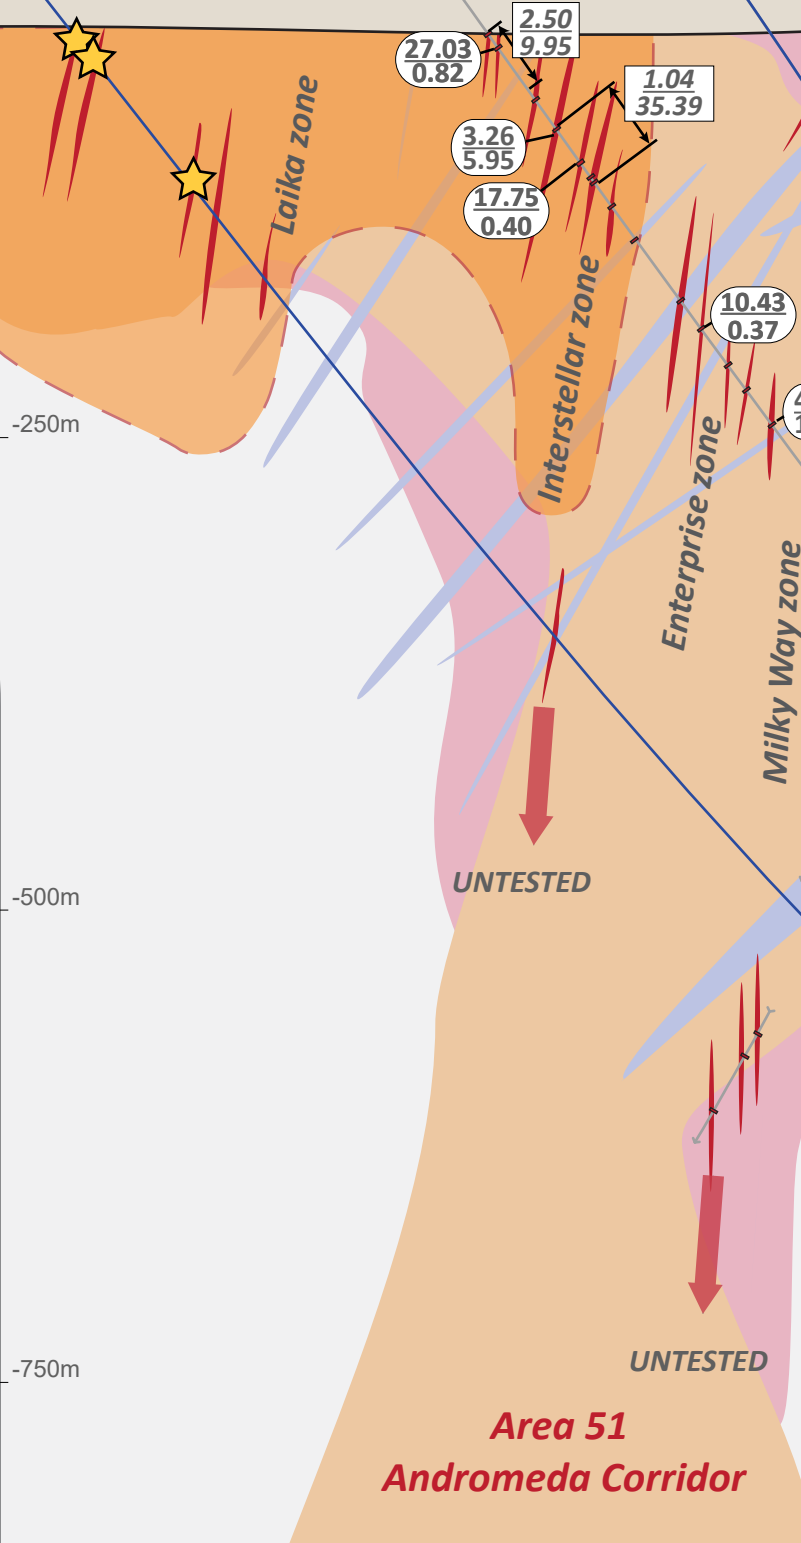 2.50
9.95
27.03
0.82
1.04
35.39
3.26
5.95
17.75
0.40
Laika zone
Interstellar zone
10.43
0.37
4
1
-250m
Enterprise zone
Milky Way zone
UNTESTED
-500m
UNTESTED
-750m
Area 51
Andromeda Corridor